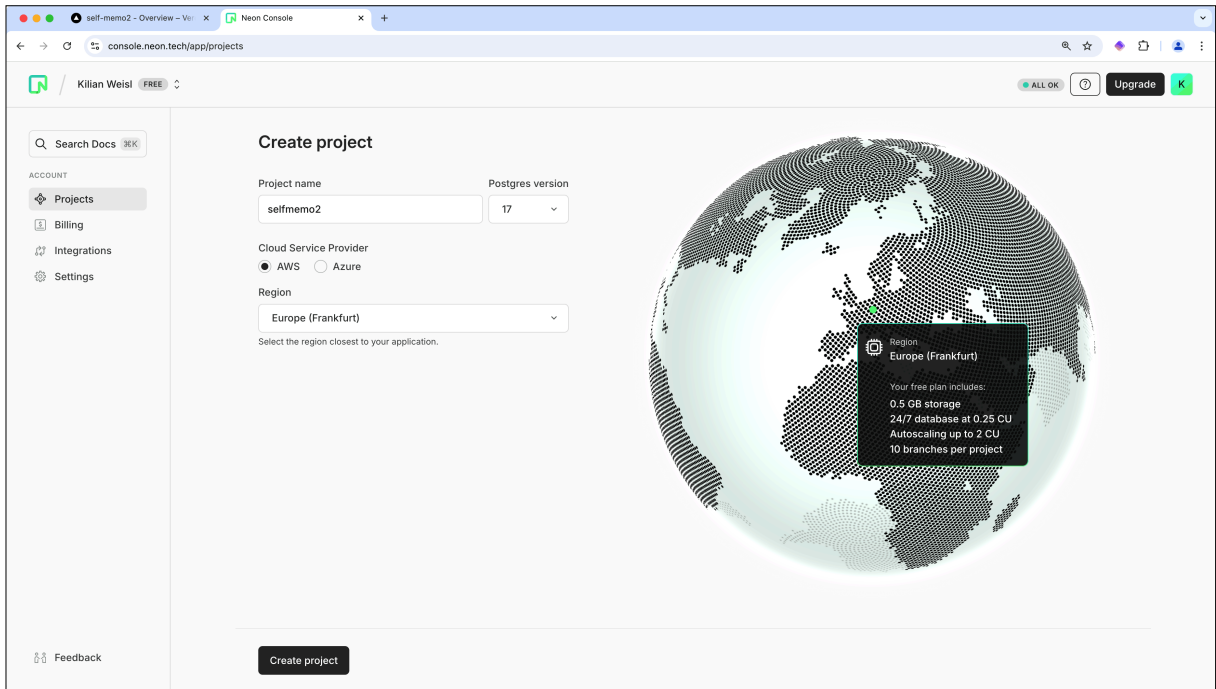 self-memo2 - Overview – Ver
Neon Console
console.neon.tech/app/projects
Kilian Weisl FREE
ALL OK
Upgrade
K
Search Docs ⌘K
ACCOUNT
Projects
Billing
Integrations
Settings
Feedback
Create project
Project name
Postgres version
selfmemo2
17
Cloud Service Provider
AWS
Azure
Region
Europe (Frankfurt)
Select the region closest to your application.
Region
Europe (Frankfurt)
Your free plan includes:
0.5 GB storage
24/7 database at 0.25 CU
Autoscaling up to 2 CU
10 branches per project
Create project